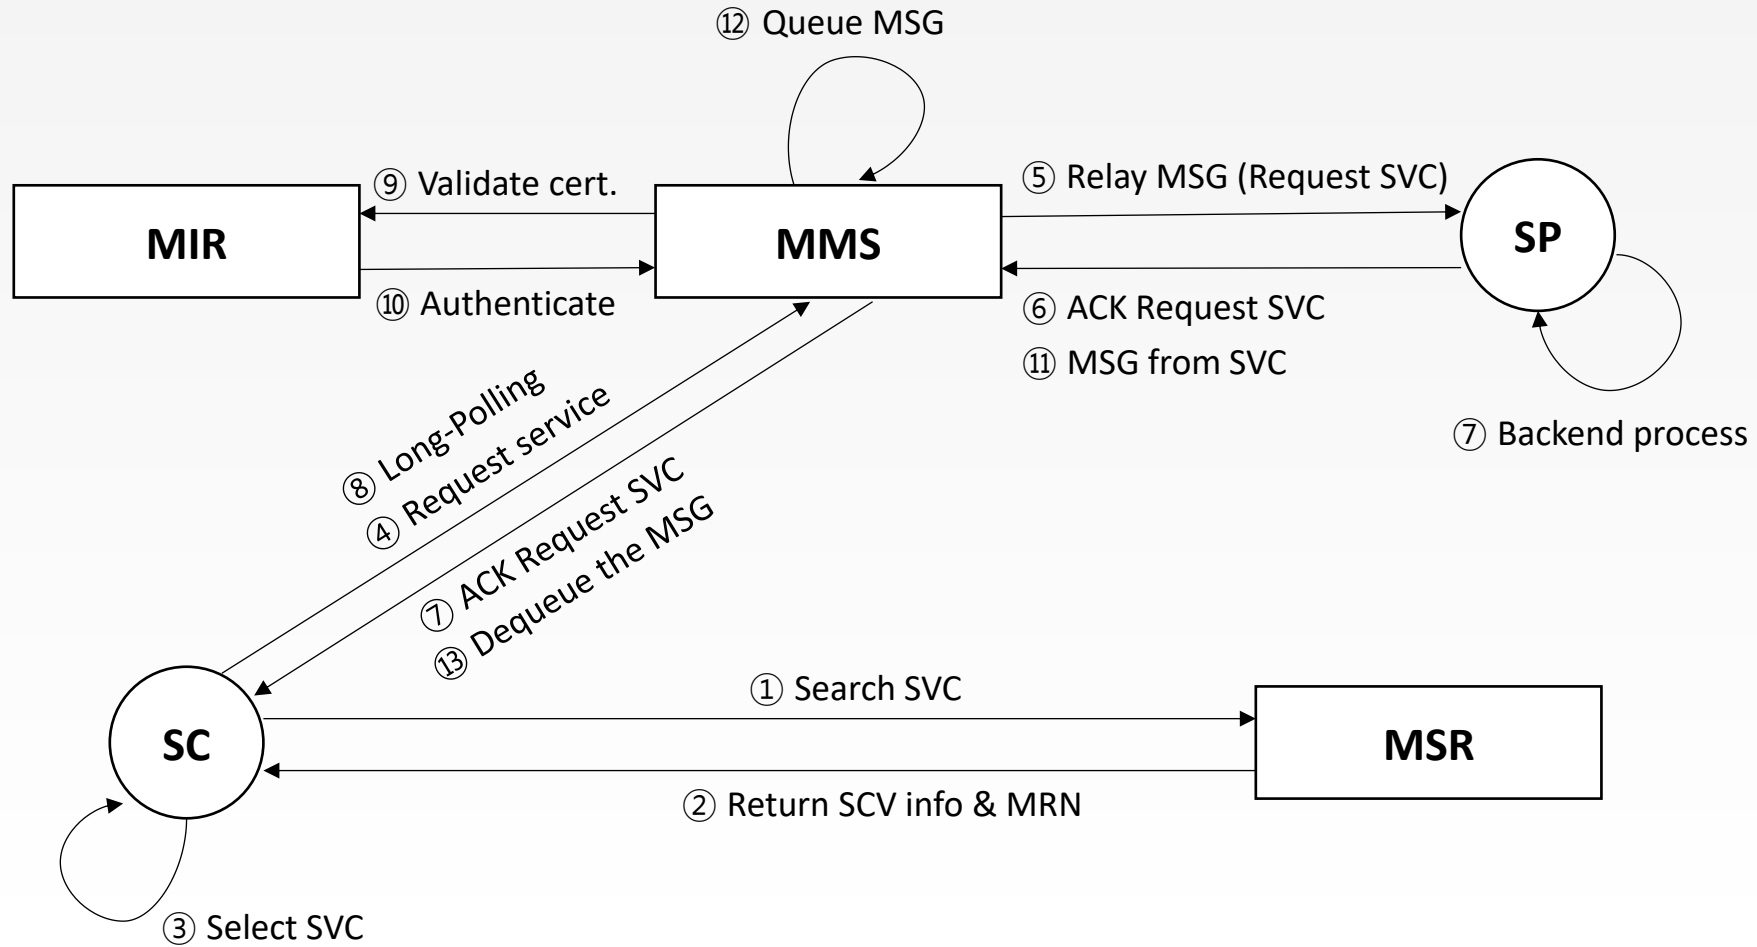 ⑫ Queue MSG
⑨ Validate cert.
⑤ Relay MSG (Request SVC)
MIR
MMS
SP
⑩ Authenticate
⑥ ACK Request SVC
⑪ MSG from SVC
⑦ Backend process
⑧ Long-Polling
④ Request service
⑦ ACK Request SVC
⑬ Dequeue the MSG
① Search SVC
SC
MSR
② Return SCV info & MRN
③ Select SVC